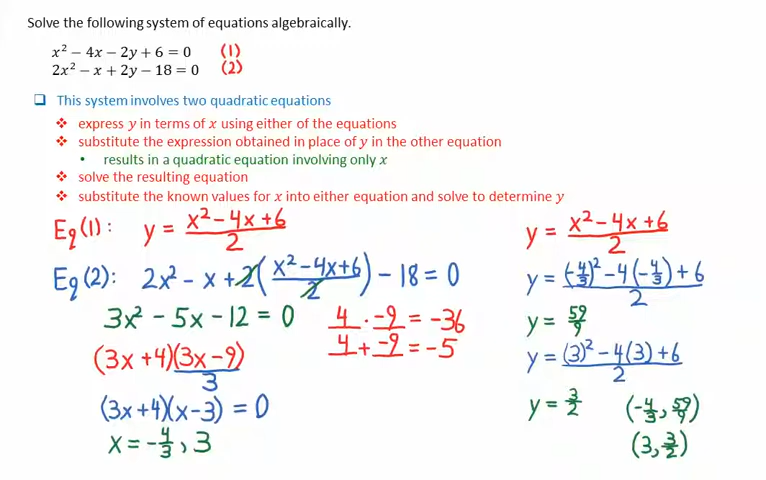 Solve the following system of equations algebraically.
x² − 4x − 2y + 6 = 0 (1)
2x² − x + 2y − 18 = 0 (2)
❑ This system involves two quadratic equations
❖ express y in terms of x using either of the equations
❖ substitute the expression obtained in place of y in the other equation
• results in a quadratic equation involving only x
❖ solve the resulting equation
❖ substitute the known values for x into either equation and solve to determine y
Eq(1): y = (x²−4x+6)/2
Eq(2): 2x² − x + 2((x²−4x+6)/2) − 18 = 0
3x² − 5x − 12 = 0
(3x+4)(3x−9)/3
(3x+4)(x−3) = 0
x = −4/3, 3
4 · −9 = −36
4 + −9 = −5
y = (x²−4x+6)/2
y = ((−4/3)² − 4(−4/3) + 6)/2
y = 59/9
y = ((3)² − 4(3) + 6)/2
y = 3/2
(−4/3, 59/9)
(3, 3/2)